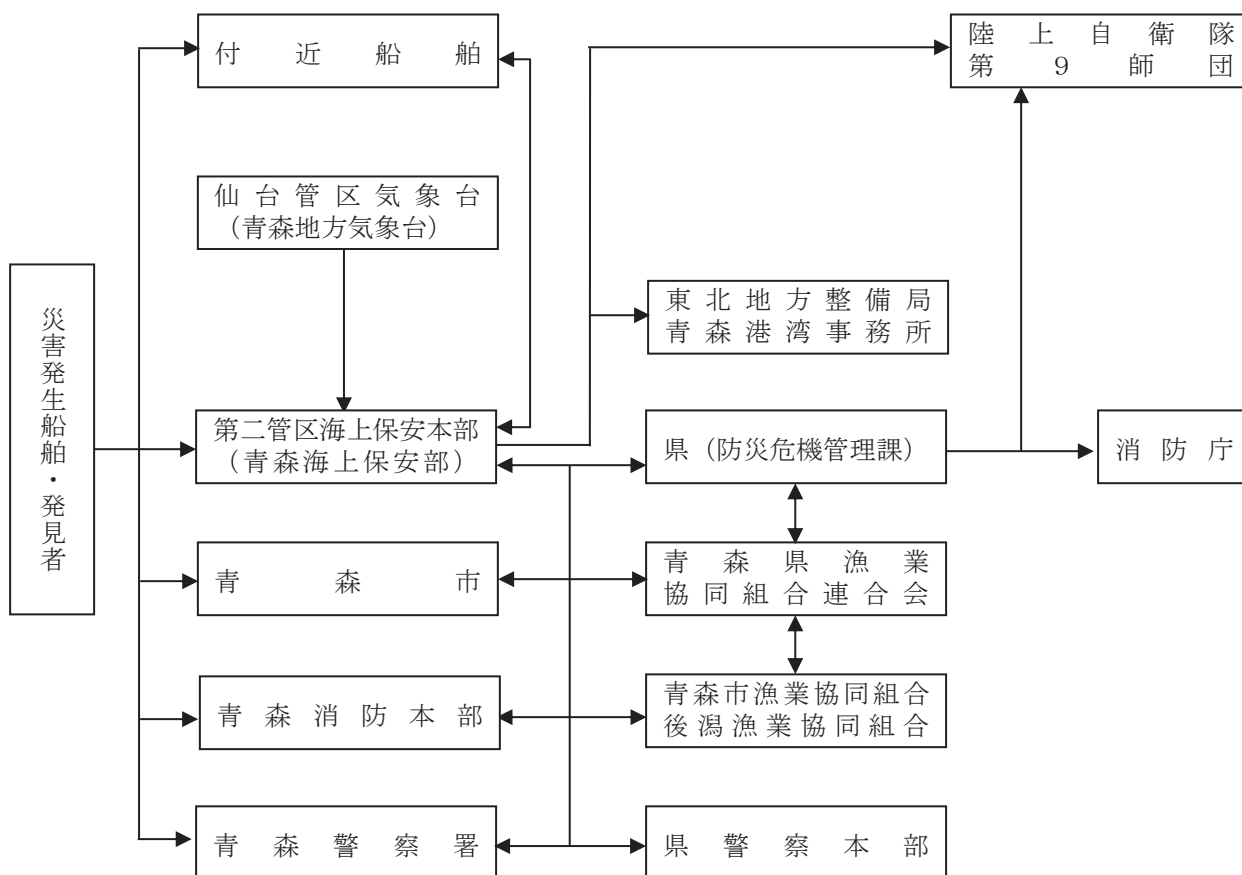 付近船舶
陸上自衛隊
第9師団
仙台管区気象台
（青森地方気象台）
災害発生船舶・発見者
東北地方整備局
青森港湾事務所
第二管区海上保安本部
（青森海上保安部）
県（防災危機管理課）
消防庁
青森市
青森県漁業
協同組合連合会
青森消防本部
青森市漁業協同組合
後潟漁業協同組合
青森警察署
県警察本部